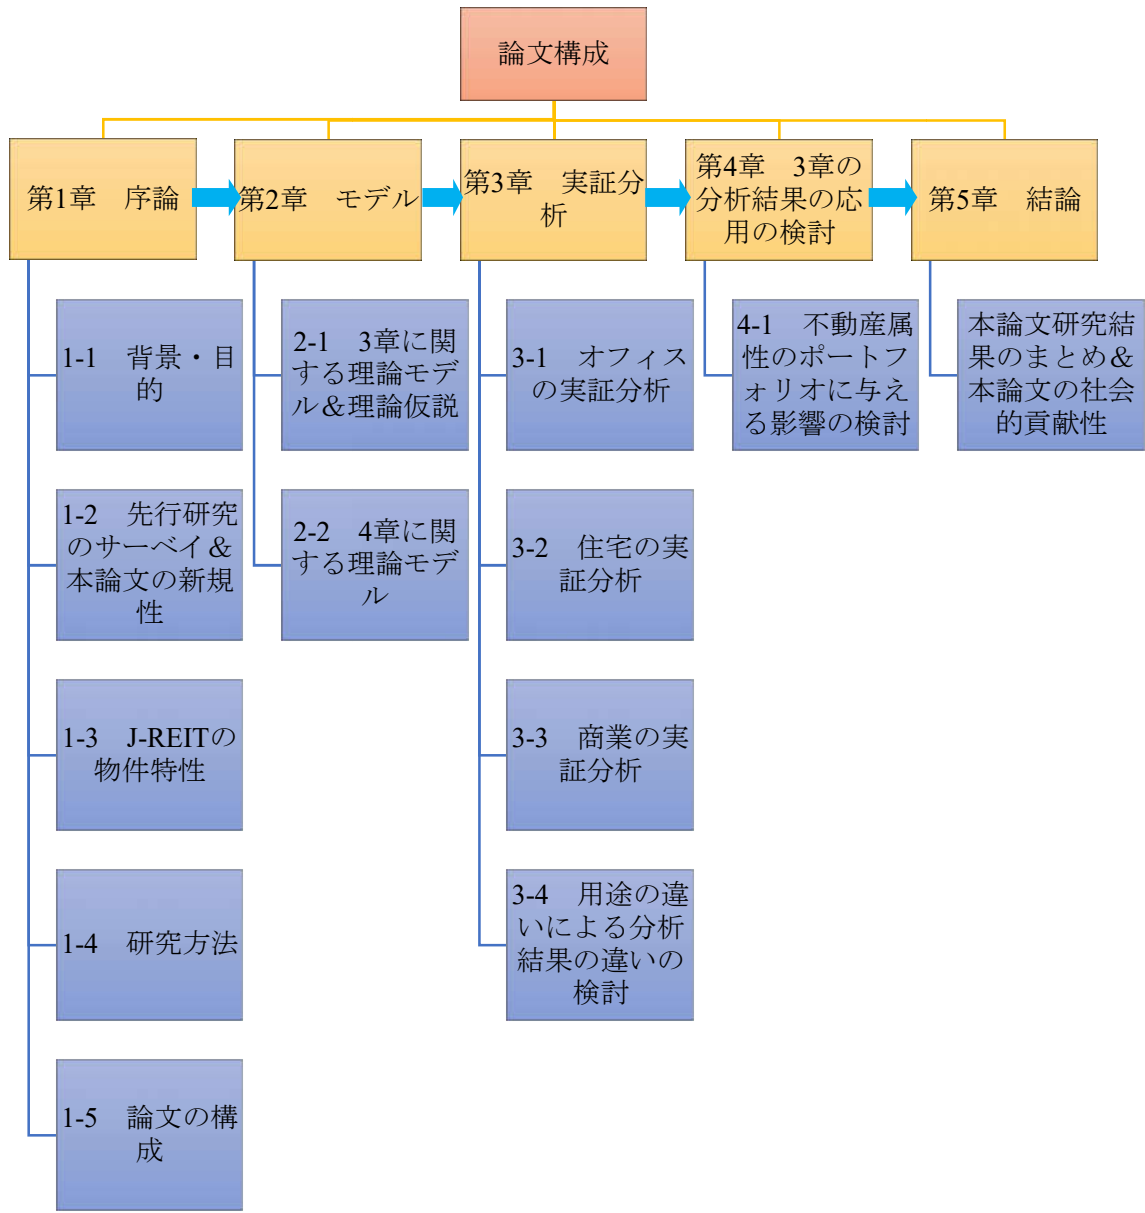 論文構成
第1章　序論
第2章　モデル
第3章　実証分
析
第4章　3章の
分析結果の応
用の検討
第5章　結論
1-1　背景・目
的
1-2　先行研究
のサーベイ＆
本論文の新規
性
1-3　J-REITの
物件特性
1-4　研究方法
1-5　論文の構
成
2-1　3章に関
する理論モデ
ル＆理論仮説
2-2　4章に関
する理論モデ
ル
3-1　オフィス
の実証分析
3-2　住宅の実
証分析
3-3　商業の実
証分析
3-4　用途の違
いによる分析
結果の違いの
検討
4-1　不動産属
性のポートフ
ォリオに与え
る影響の検討
本論文研究結
果のまとめ＆
本論文の社会
的貢献性